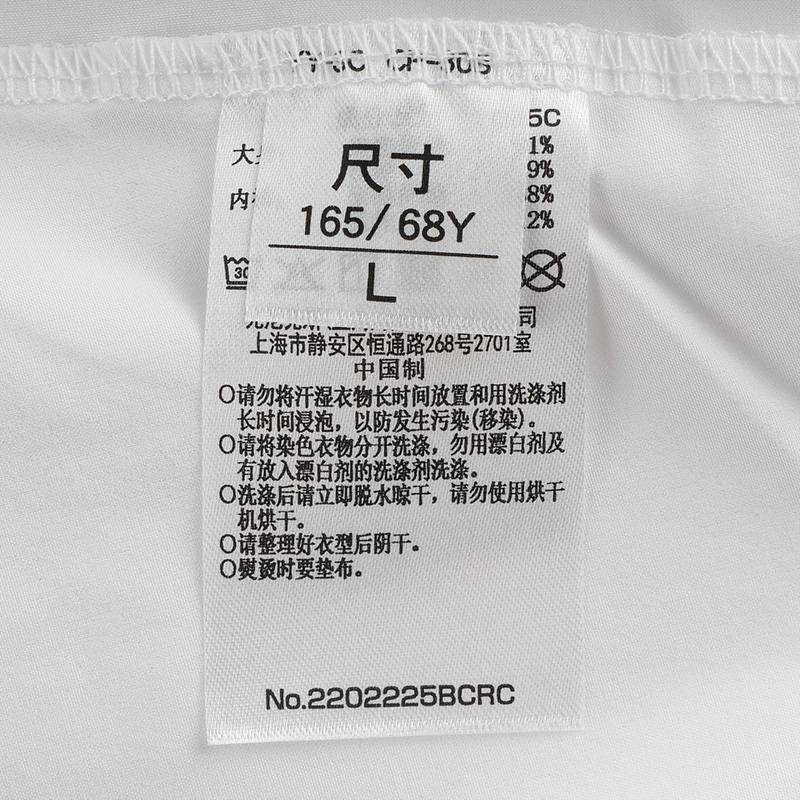 5C
大
1%
9%
内
8%
2%
尺寸
165/68Y
L
30
司
上海市静安区恒通路268号2701室
中国制
○请勿将汗湿衣物长时间放置和用洗涤剂
长时间浸泡，以防发生污染(移染)。
○请将染色衣物分开洗涤，勿用漂白剂及
有放入漂白剂的洗涤剂洗涤。
○洗涤后请立即脱水晾干，请勿使用烘干
机烘干。
○请整理好衣型后阴干。
○熨烫时要垫布。
No.2202225BCRC